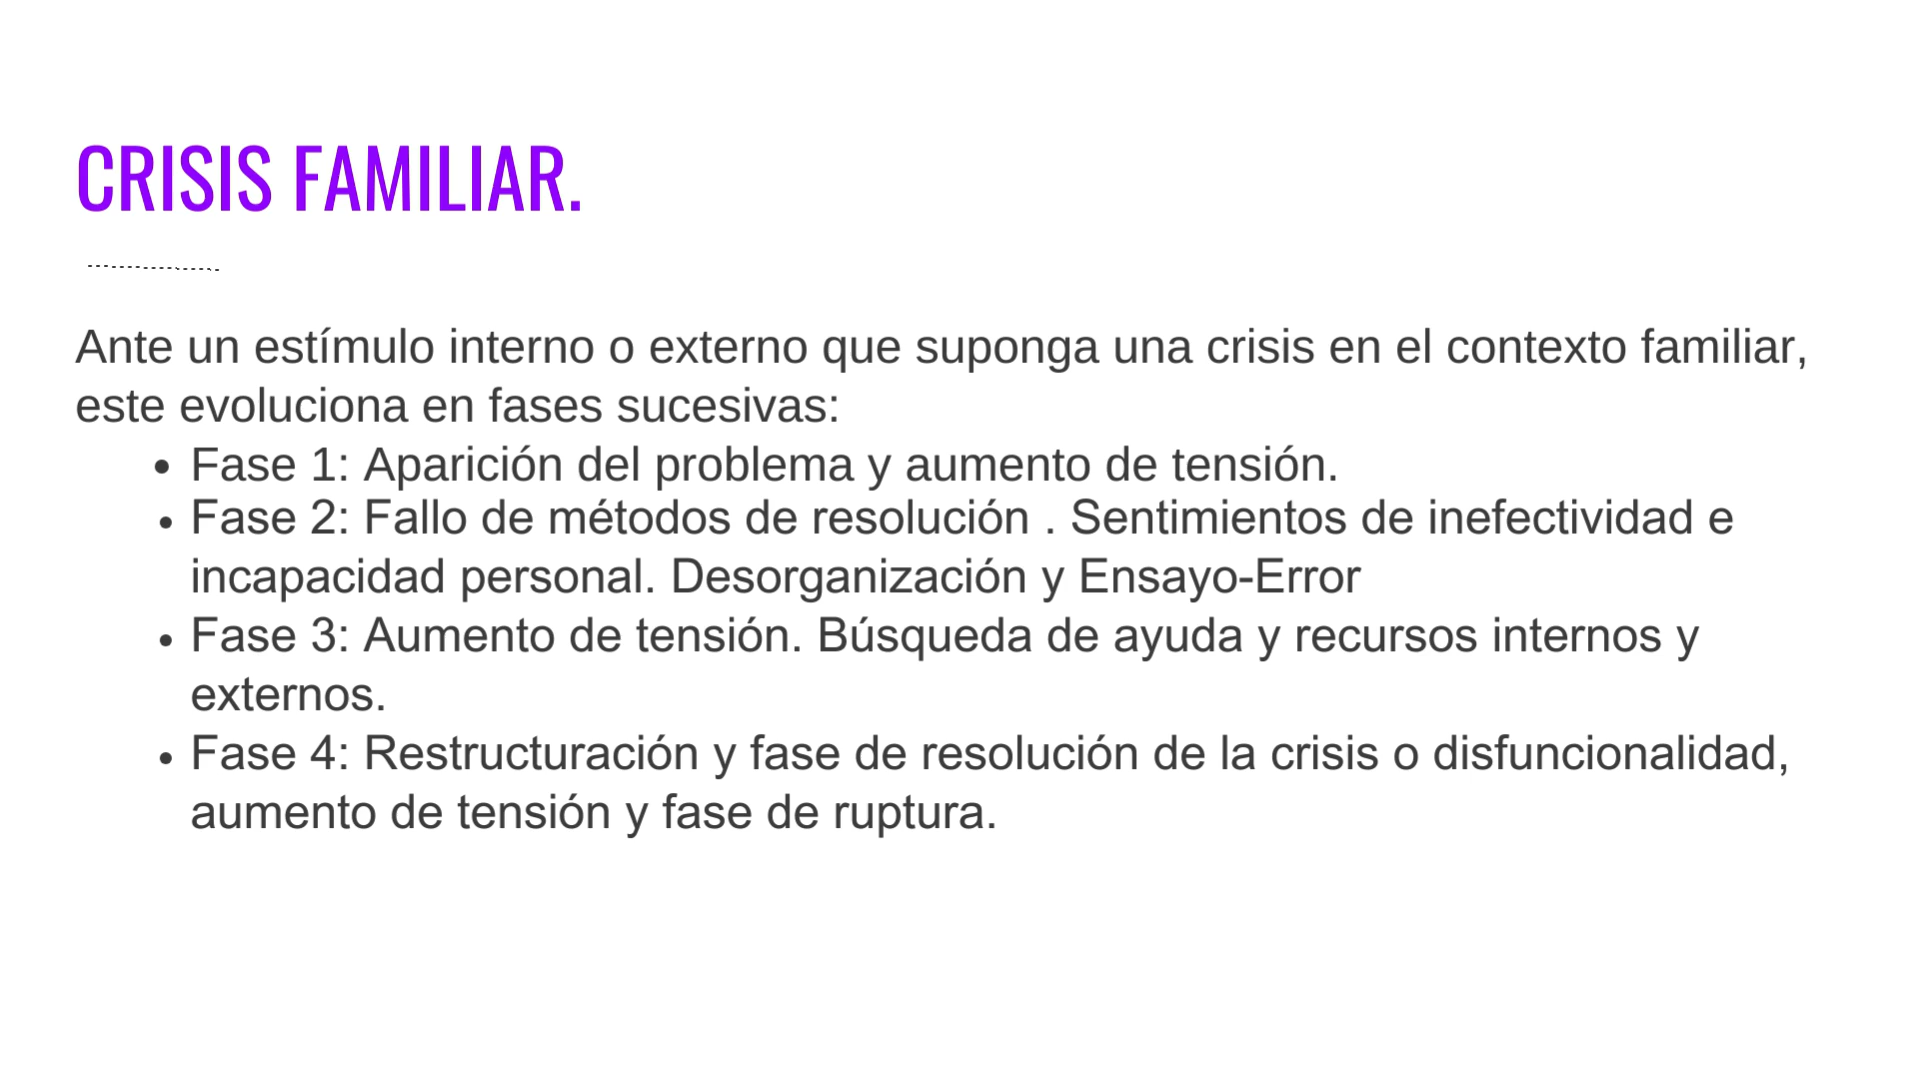 CRISIS FAMILIAR.
Ante un estímulo interno o externo que suponga una crisis en el contexto familiar,
este evoluciona en fases sucesivas:
• Fase 1: Aparición del problema y aumento de tensión.
• Fase 2: Fallo de métodos de resolución . Sentimientos de inefectividad e
incapacidad personal. Desorganización y Ensayo-Error
• Fase 3: Aumento de tensión. Búsqueda de ayuda y recursos internos y
externos.
• Fase 4: Restructuración y fase de resolución de la crisis o disfuncionalidad,
aumento de tensión y fase de ruptura.